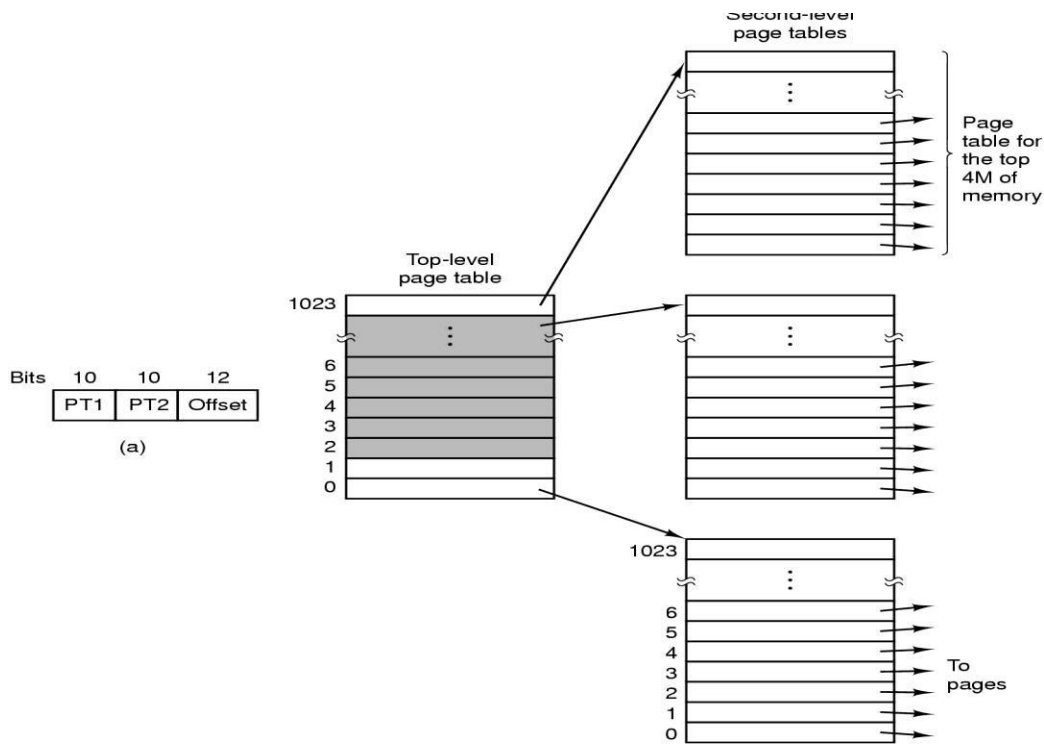 Second-level
page tables
Page
table for
the top
4M of
memory
Top-level
page table
1023
6
5
4
3
2
1
0
Bits 10 10 12
PT1 PT2 Offset
(a)
1023
6
5
4
3
2
1
0
To
pages